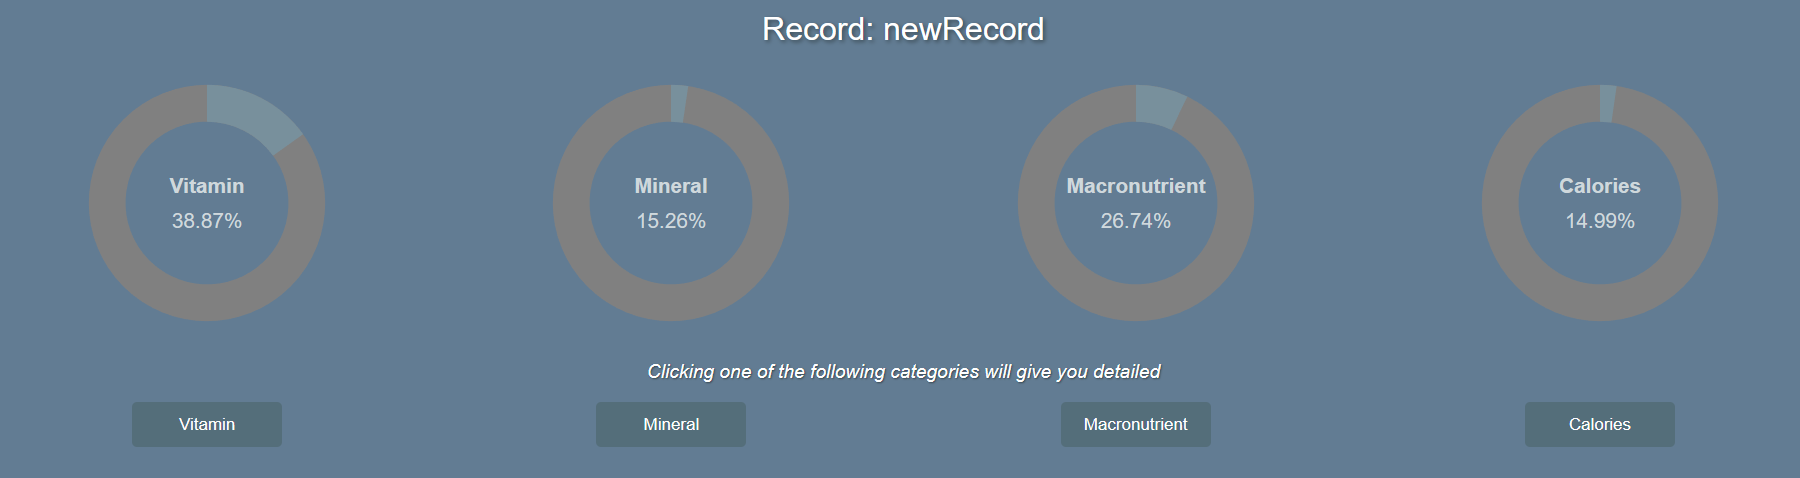 Record: newRecord
Vitamin
38.87%
Mineral
15.26%
Macronutrient
26.74%
Calories
14.99%
Clicking one of the following categories will give you detailed
Vitamin
Mineral
Macronutrient
Calories